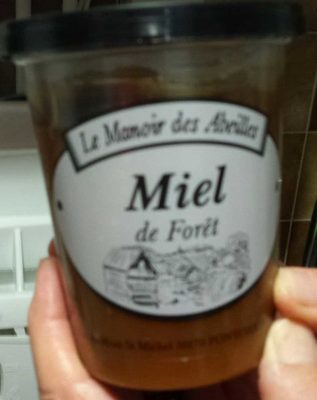 Le Manoir des Abeilles
Miel
de Forêt